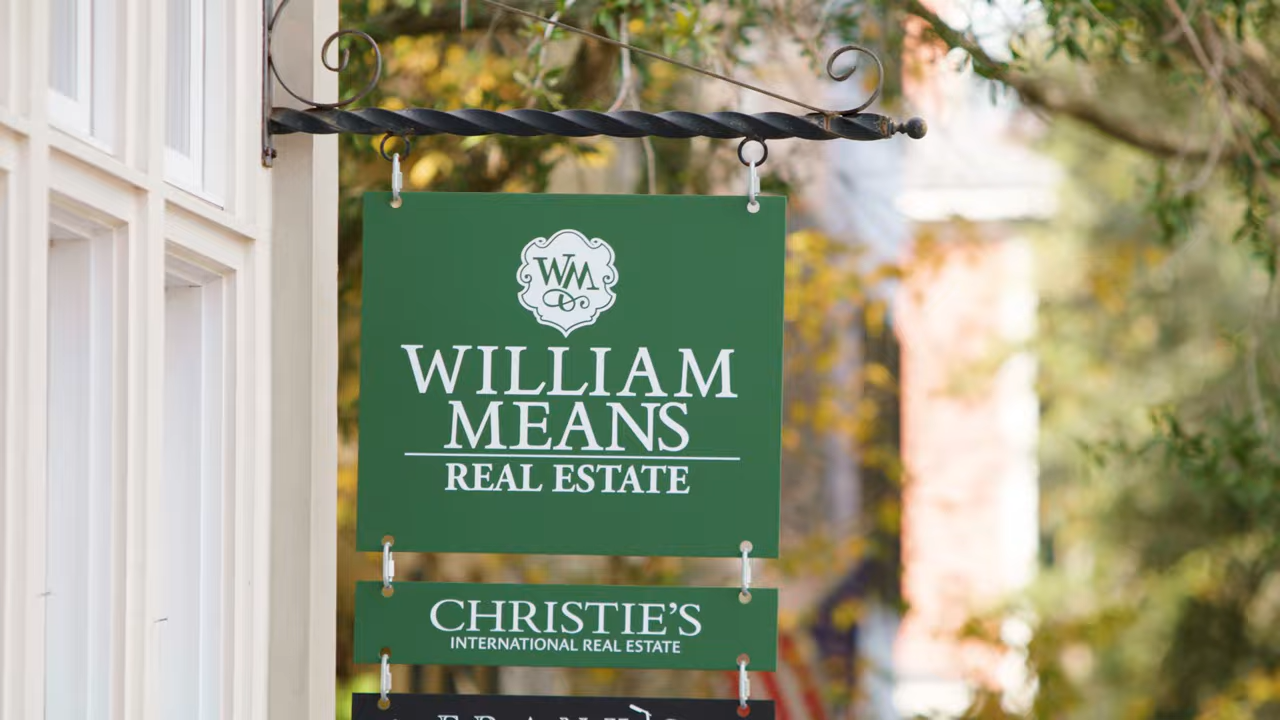 WM
WILLIAM
MEANS
REAL ESTATE
CHRISTIE'S
INTERNATIONAL REAL ESTATE